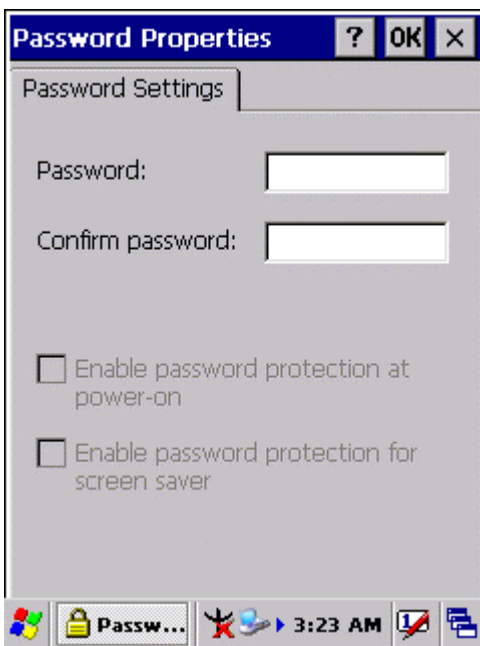 Password Properties ? OK ×
Password Settings
Password:
Confirm password:
Enable password protection at
power-on
Enable password protection for
screen saver
Passw... 3:23 AM 1